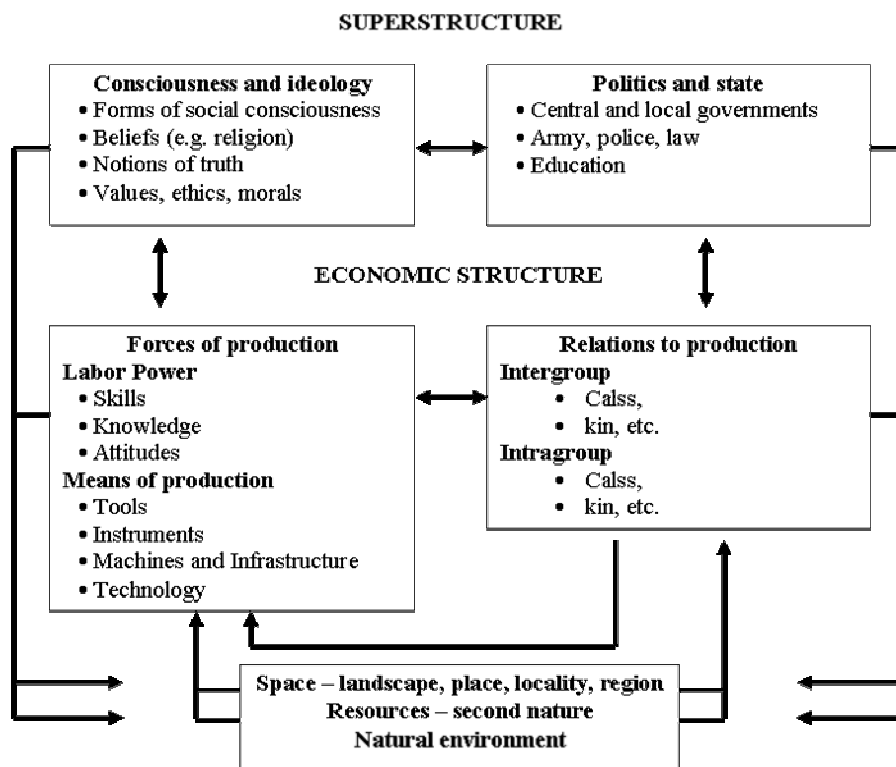 SUPERSTRUCTURE
Consciousness and ideology
• Forms of social consciousness
• Beliefs (e.g. religion)
• Notions of truth
• Values, ethics, morals
Politics and state
• Central and local governments
• Army, police, law
• Education
ECONOMIC STRUCTURE
Forces of production
Labor Power
• Skills
• Knowledge
• Attitudes
Means of production
• Tools
• Instruments
• Machines and Infrastructure
• Technology
Relations to production
Intergroup
• Calss,
• kin, etc.
Intragroup
• Calss,
• kin, etc.
Space – landscape, place, locality, region
Resources – second nature
Natural environment